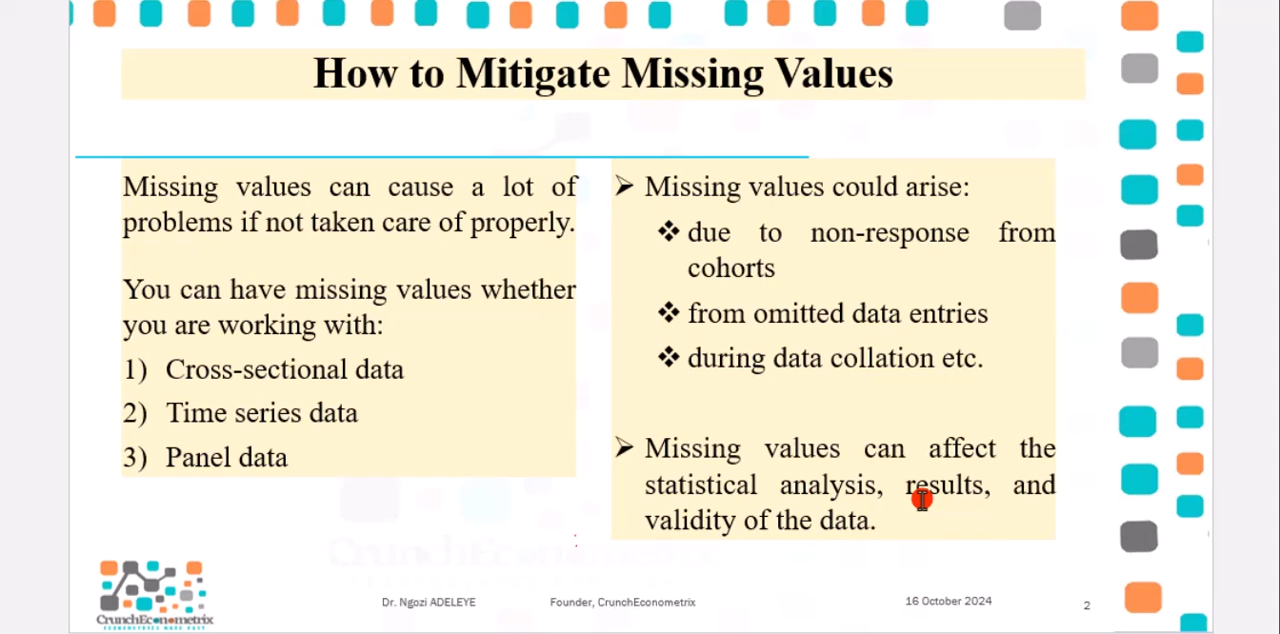 How to Mitigate Missing Values
Missing values can cause a lot of
problems if not taken care of properly.
You can have missing values whether
you are working with:
1) Cross-sectional data
2) Time series data
3) Panel data
➢ Missing values could arise:
❖ due to non-response from
cohorts
❖ from omitted data entries
❖ during data collation etc.
➢ Missing values can affect the
statistical analysis, results, and
validity of the data.
CrunchEconometrix
CrunchEconometrix
ECONOMETRICS MADE EASY
Dr. Ngozi ADELEYE
Founder, CrunchEconometrix
16 October 2024
2